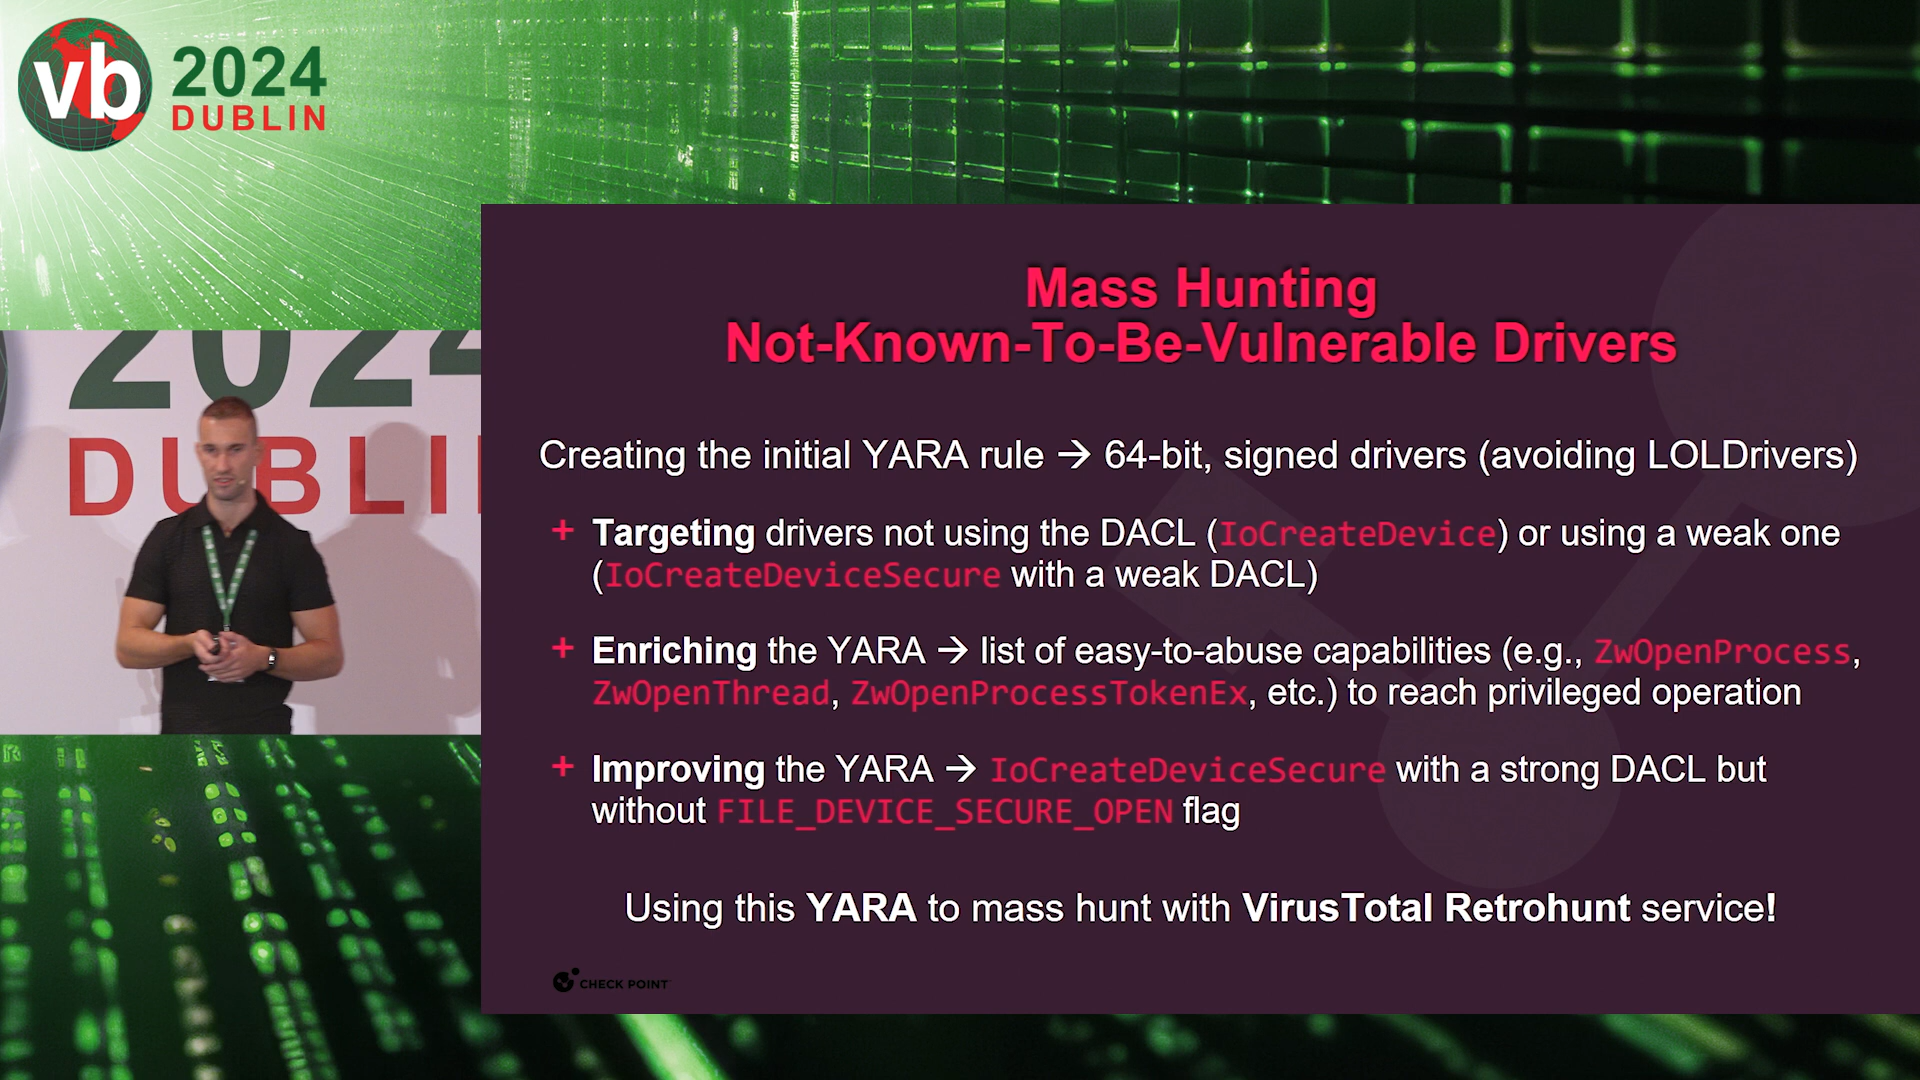 vb 2024
DUBLIN
2024
DUBLI
Mass Hunting
Not-Known-To-Be-Vulnerable Drivers
Creating the initial YARA rule → 64-bit, signed drivers (avoiding LOLDrivers)
+ Targeting drivers not using the DACL (IoCreateDevice) or using a weak one
(IoCreateDeviceSecure with a weak DACL)
+ Enriching the YARA → list of easy-to-abuse capabilities (e.g., ZwOpenProcess,
ZwOpenThread, ZwOpenProcessTokenEx, etc.) to reach privileged operation
+ Improving the YARA → IoCreateDeviceSecure with a strong DACL but
without FILE_DEVICE_SECURE_OPEN flag
Using this YARA to mass hunt with VirusTotal Retrohunt service!
CHECK POINT